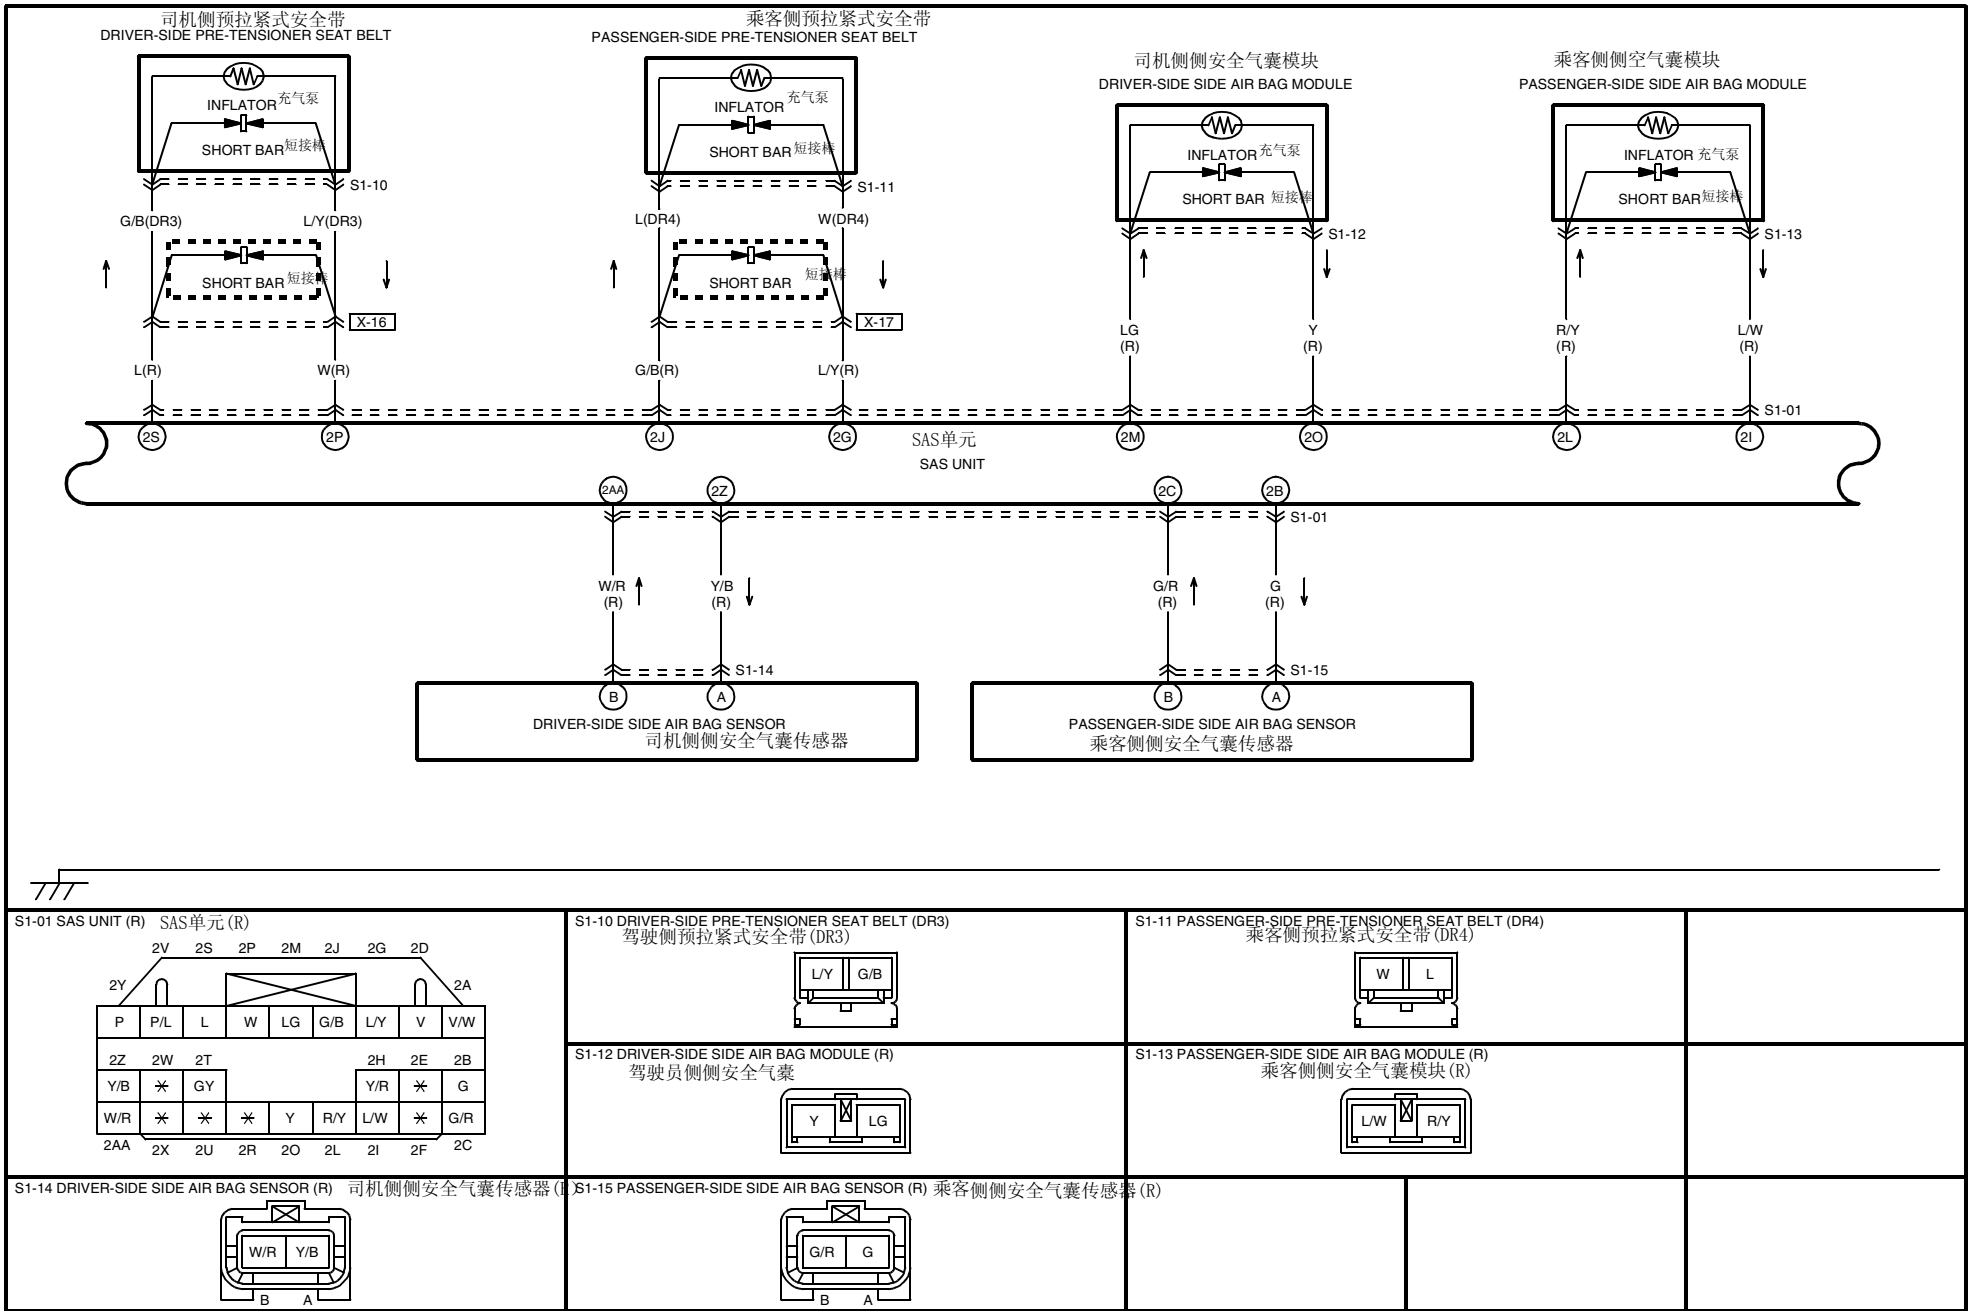 司机侧预拉紧式安全带
DRIVER-SIDE PRE-TENSIONER SEAT BELT
乘客侧预拉紧式安全带
PASSENGER-SIDE PRE-TENSIONER SEAT BELT
司机侧侧安全气囊模块
DRIVER-SIDE SIDE AIR BAG MODULE
乘客侧侧空气囊模块
PASSENGER-SIDE SIDE AIR BAG MODULE
INFLATOR 充气泵
SHORT BAR 短接棒
S1-10
INFLATOR 充气泵
SHORT BAR 短接棒
S1-11
INFLATOR 充气泵
SHORT BAR 短接棒
S1-12
INFLATOR 充气泵
SHORT BAR 短接棒
S1-13
G/B(DR3)
L/Y(DR3)
L(DR4)
W(DR4)
SHORT BAR 短接棒
X-16
SHORT BAR
短接棒
X-17
LG
(R)
Y
(R)
R/Y
(R)
L/W
(R)
L(R)
W(R)
G/B(R)
L/Y(R)
S1-01
2S
2P
2J
2G
2M
2O
2L
2I
SAS单元
SAS UNIT
2AA
2Z
2C
2B
S1-01
W/R
(R)
Y/B
(R)
G/R
(R)
G
(R)
S1-14
S1-15
B
A
B
A
DRIVER-SIDE SIDE AIR BAG SENSOR
司机侧侧安全气囊传感器
PASSENGER-SIDE SIDE AIR BAG SENSOR
乘客侧侧安全气囊传感器
S1-01 SAS UNIT (R) SAS单元(R)
2V 2S 2P 2M 2J 2G 2D
2Y 2A
P P/L L W LG G/B L/Y V V/W
2Z 2W 2T 2H 2E 2B
Y/B * GY Y/R * G
W/R * * * Y R/Y L/W * G/R
2AA 2X 2U 2R 2O 2L 2I 2F 2C
S1-10 DRIVER-SIDE PRE-TENSIONER SEAT BELT (DR3)
驾驶侧预拉紧式安全带(DR3)
L/Y G/B
S1-11 PASSENGER-SIDE PRE-TENSIONER SEAT BELT (DR4)
乘客侧预拉紧式安全带(DR4)
W L
S1-12 DRIVER-SIDE SIDE AIR BAG MODULE (R)
驾驶员侧侧安全气橐
Y LG
S1-13 PASSENGER-SIDE SIDE AIR BAG MODULE (R)
乘客侧侧安全气囊模块(R)
L/W R/Y
S1-14 DRIVER-SIDE SIDE AIR BAG SENSOR (R) 司机侧侧安全气囊传感器(R)
W/R Y/B
B A
S1-15 PASSENGER-SIDE SIDE AIR BAG SENSOR (R) 乘客侧侧安全气囊传感器(R)
G/R G
B A